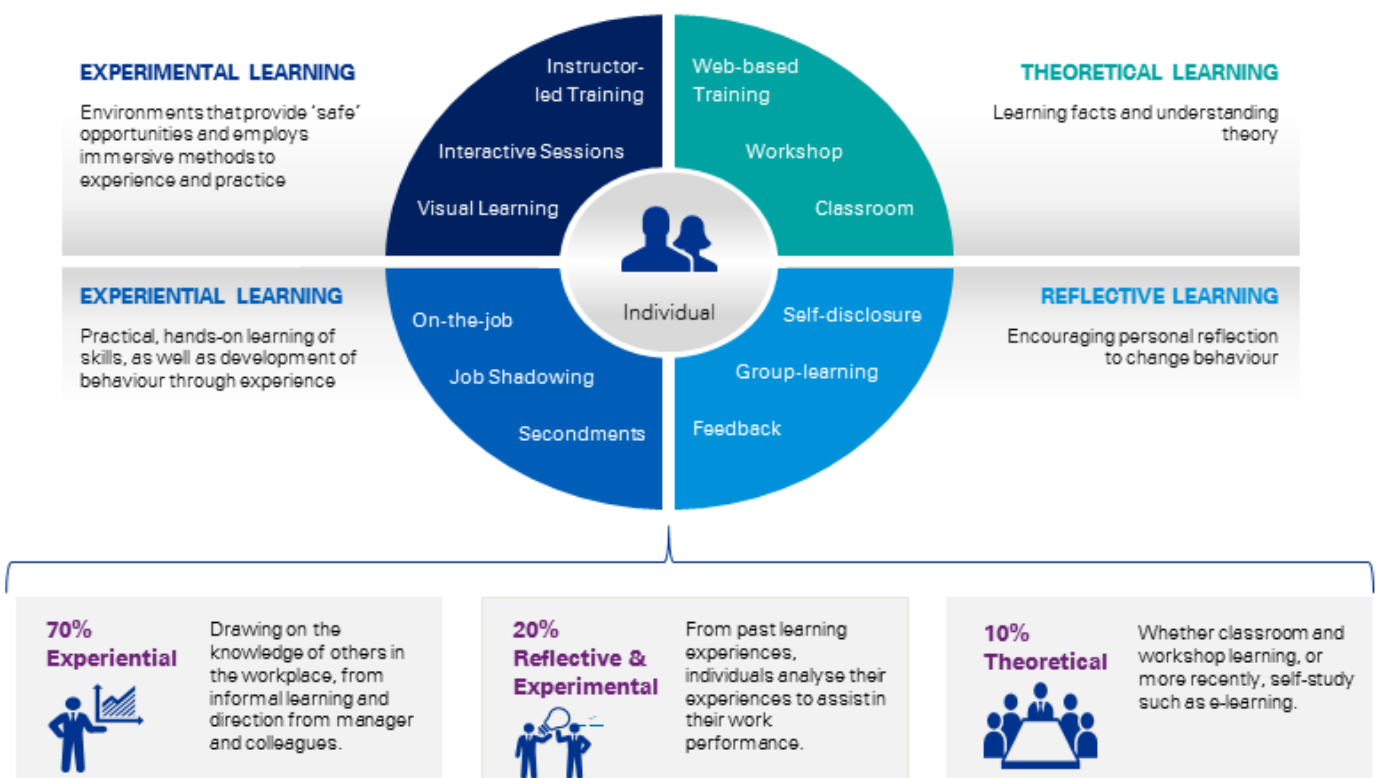 EXPERIMENTAL LEARNING
Environments that provide 'safe'
opportunities and employs
immersive methods to
experience and practice
Instructor-
led Training
Interactive Sessions
Visual Learning
Web-based
Training
Workshop
Classroom
THEORETICAL LEARNING
Learning facts and understanding
theory
Individual
EXPERIENTIAL LEARNING
Practical, hands-on learning of
skills, as well as development of
behaviour through experience
On-the-job
Job Shadowing
Secondments
Self-disclosure
Group-learning
Feedback
REFLECTIVE LEARNING
Encouraging personal reflection
to change behaviour
70%
Experiential
Drawing on the
knowledge of others in
the workplace, from
informal learning and
direction from manager
and colleagues.
20%
Reflective &
Experimental
From past learning
experiences,
individuals analyse their
experiences to assist in
their work
performance.
10%
Theoretical
Whether classroom and
workshop learning, or
more recently, self-study
such as e-learning.